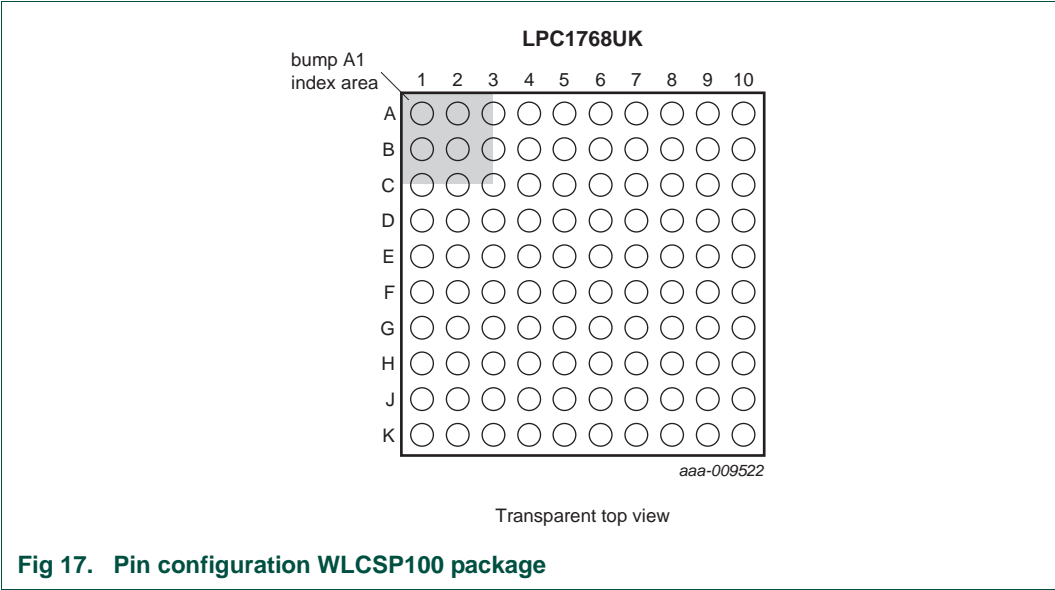 LPC1768UK
bump A1
index area
1 2 3 4 5 6 7 8 9 10
A
B
C
D
E
F
G
H
J
K
aaa-009522
Transparent top view
Fig 17. Pin configuration WLCSP100 package